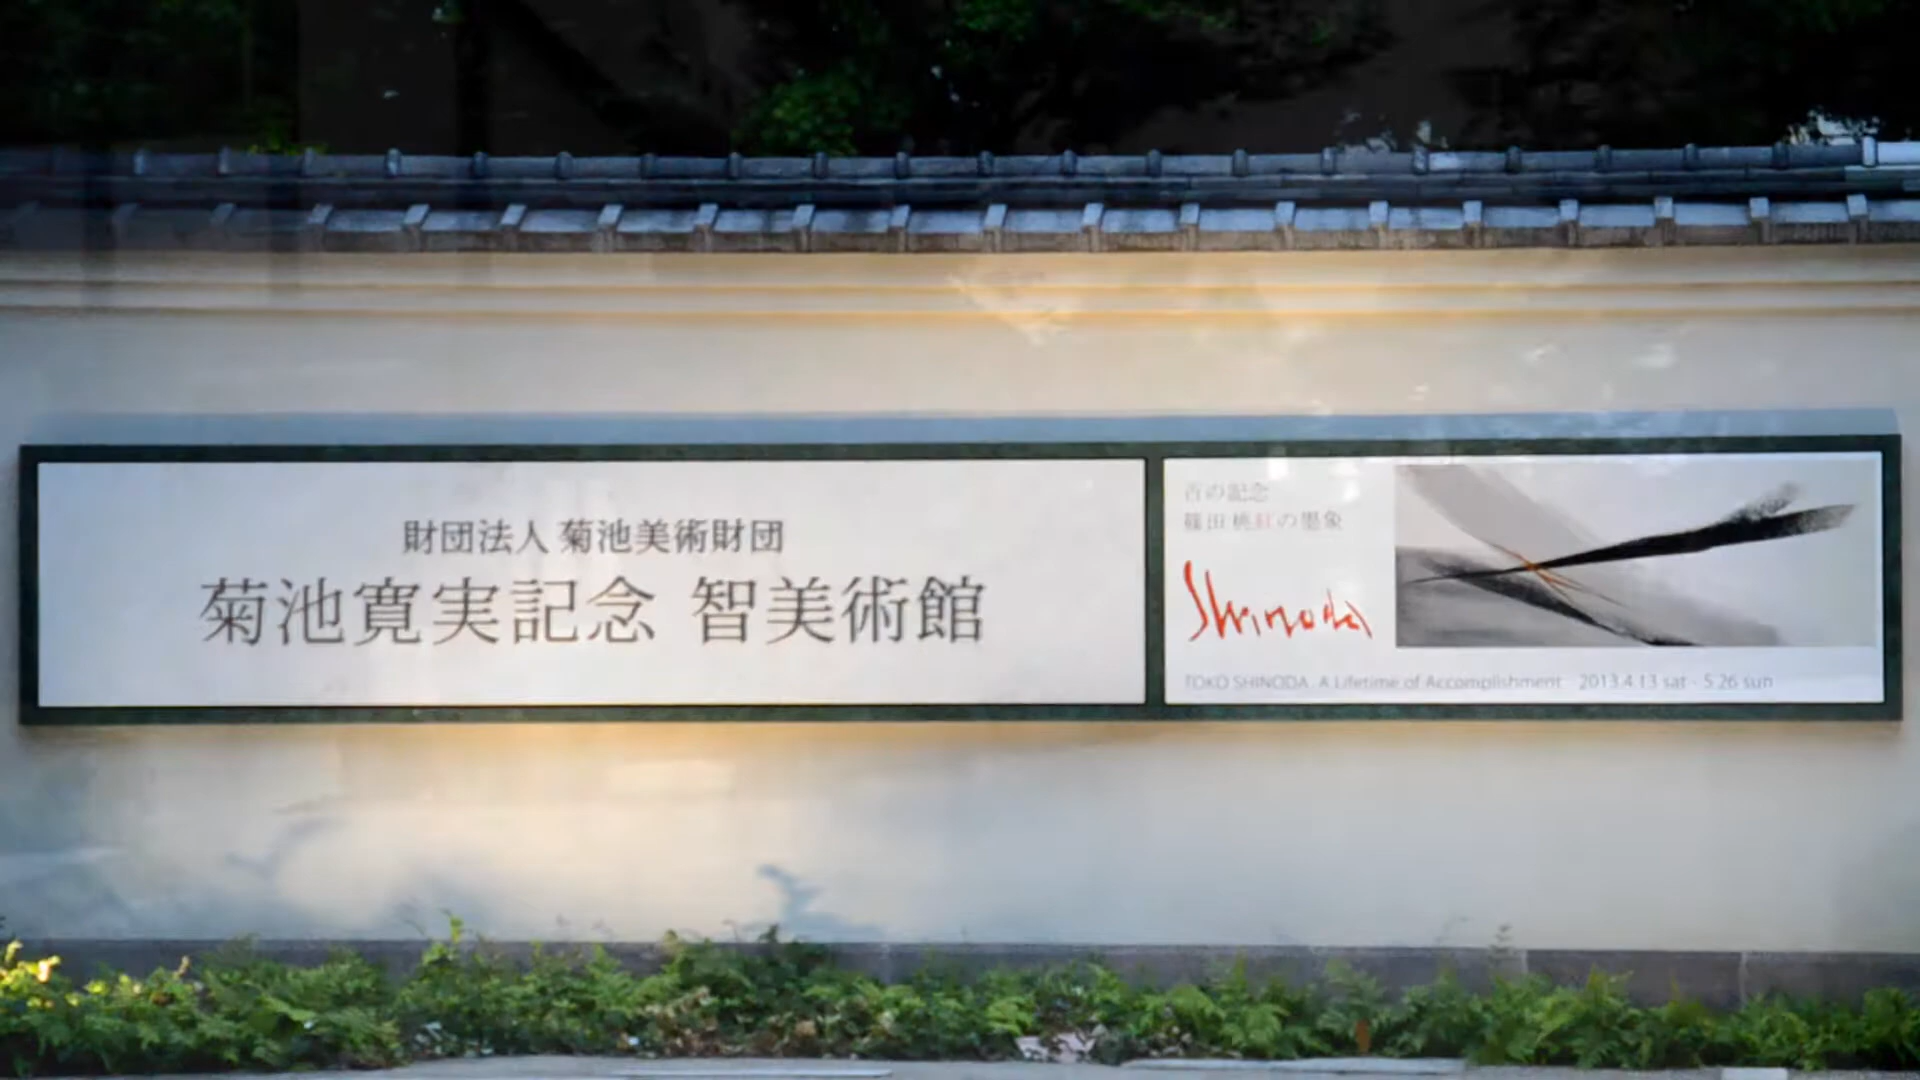 財団法人 菊池美術財団
菊池寛実記念 智美術館
百の記念
篠田桃紅の墨象
Shinoda
TOKO SHINODA A Lifetime of Accomplishment 2013.4.13 sat - 5.26 sun